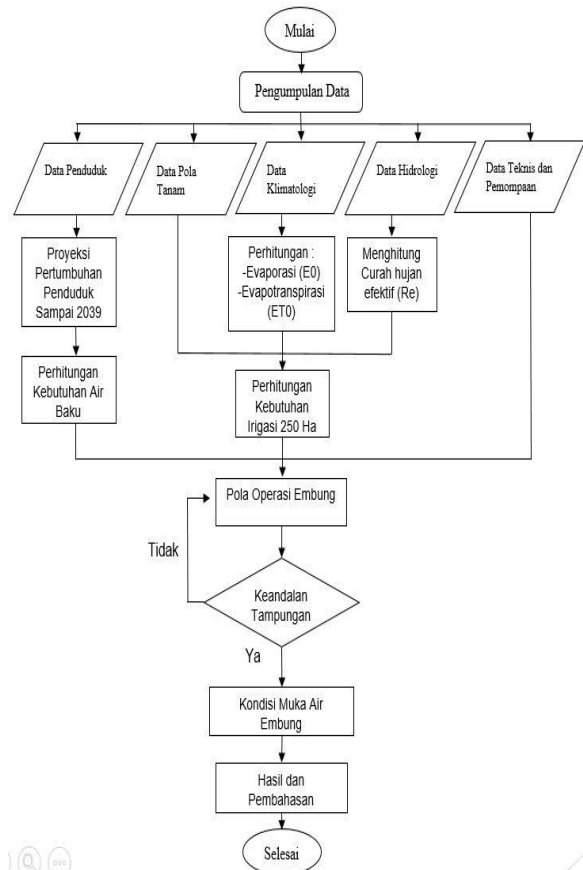 Mulai
Pengumpulan Data
Data Penduduk
Data Pola
Tanam
Data
Klimatologi
Data Hidrologi
Data Teknis dan
Pemompaan
Proyeksi
Pertumbuhan
Penduduk
Sampai 2039
Perhitungan :
-Evaporasi (E0)
-Evapotranspirasi
(ET0)
Menghitung
Curah hujan
efektif (Re)
Perhitungan
Kebutuhan Air
Baku
Perhitungan
Kebutuhan
Irigasi 250 Ha
Pola Operasi Embung
Tidak
Keandalan
Tampungan
Ya
Kondisi Muka Air
Embung
Hasil dan
Pembahasan
Selesai